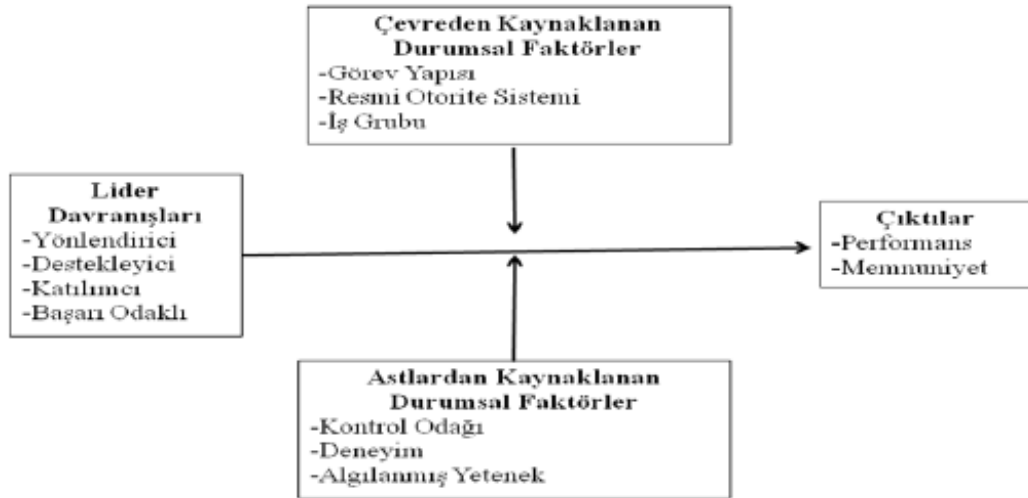 Çevreden Kaynaklanan
Durumsal Faktörler
-Görev Yapısı
-Resmi Otorite Sistemi
-İş Grubu
Lider
Davranışları
-Yönlendirici
-Destekleyici
-Katılımcı
-Başarı Odaklı
Çıktılar
-Performans
-Memnuniyet
Astlardan Kaynaklanan
Durumsal Faktörler
-Kontrol Odağı
-Deneyim
-Algılanmış Yetenek